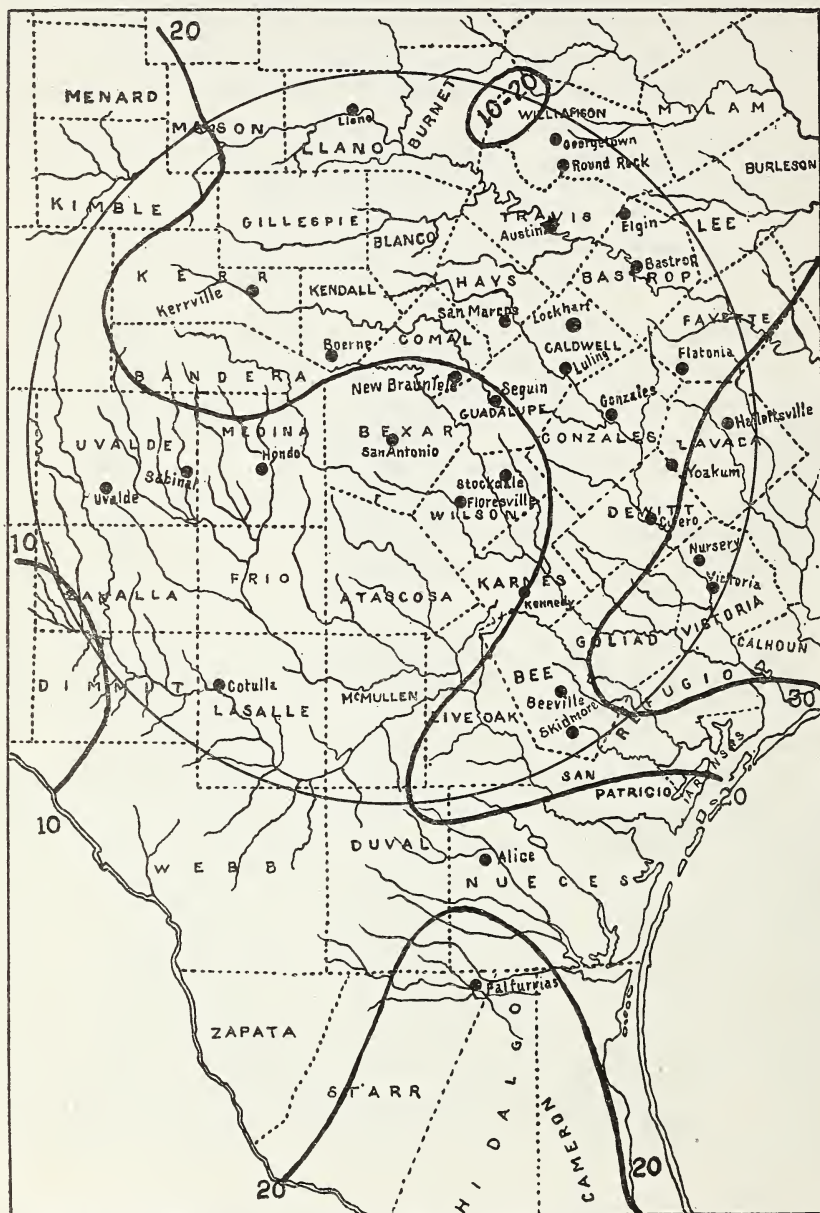 20
MENARD
MASON
Llano
LLANO
BURNET
10-20
WILLIAMSON
MILAM
Georgetown
Round Rock
BURLESON
KIMBLE
GILLESPIE
BLANCO
TRAVIS
Austin
Elgin
LEE
KERR
Kerrville
KENDALL
HAYS
Bastrop
BASTROP
San Marcos
Lockhart
FAYETTE
Boerne
COMAL
CALDWELL
Luling
Flatonia
BANDERA
New Braunfels
Seguin
GUADALUPE
Gonzales
Hallettsville
UVALDE
MEDINA
BEXAR
San Antonio
GONZALES
LAVACA
Sabinal
Hondo
Yoakum
Uvalde
Stockdale
Floresville
WILSON
DEWITT
Cuero
10
Nursery
ZAVALLA
FRIO
ATASCOSA
KARNES
Kennedy
Victoria
GOLIAD
VICTORIA
CALHOUN
DIMMIT
Cotulla
LASALLE
MCMULLEN
BEE
Beeville
REFUGIO
30
LIVE OAK
Skidmore
SAN
PATRICIO
ARANSAS
20
10
WEBB
DUVAL
Alice
NUECES
Falfurrias
ZAPATA
STARR
HIDALGO
CAMERON
20
20